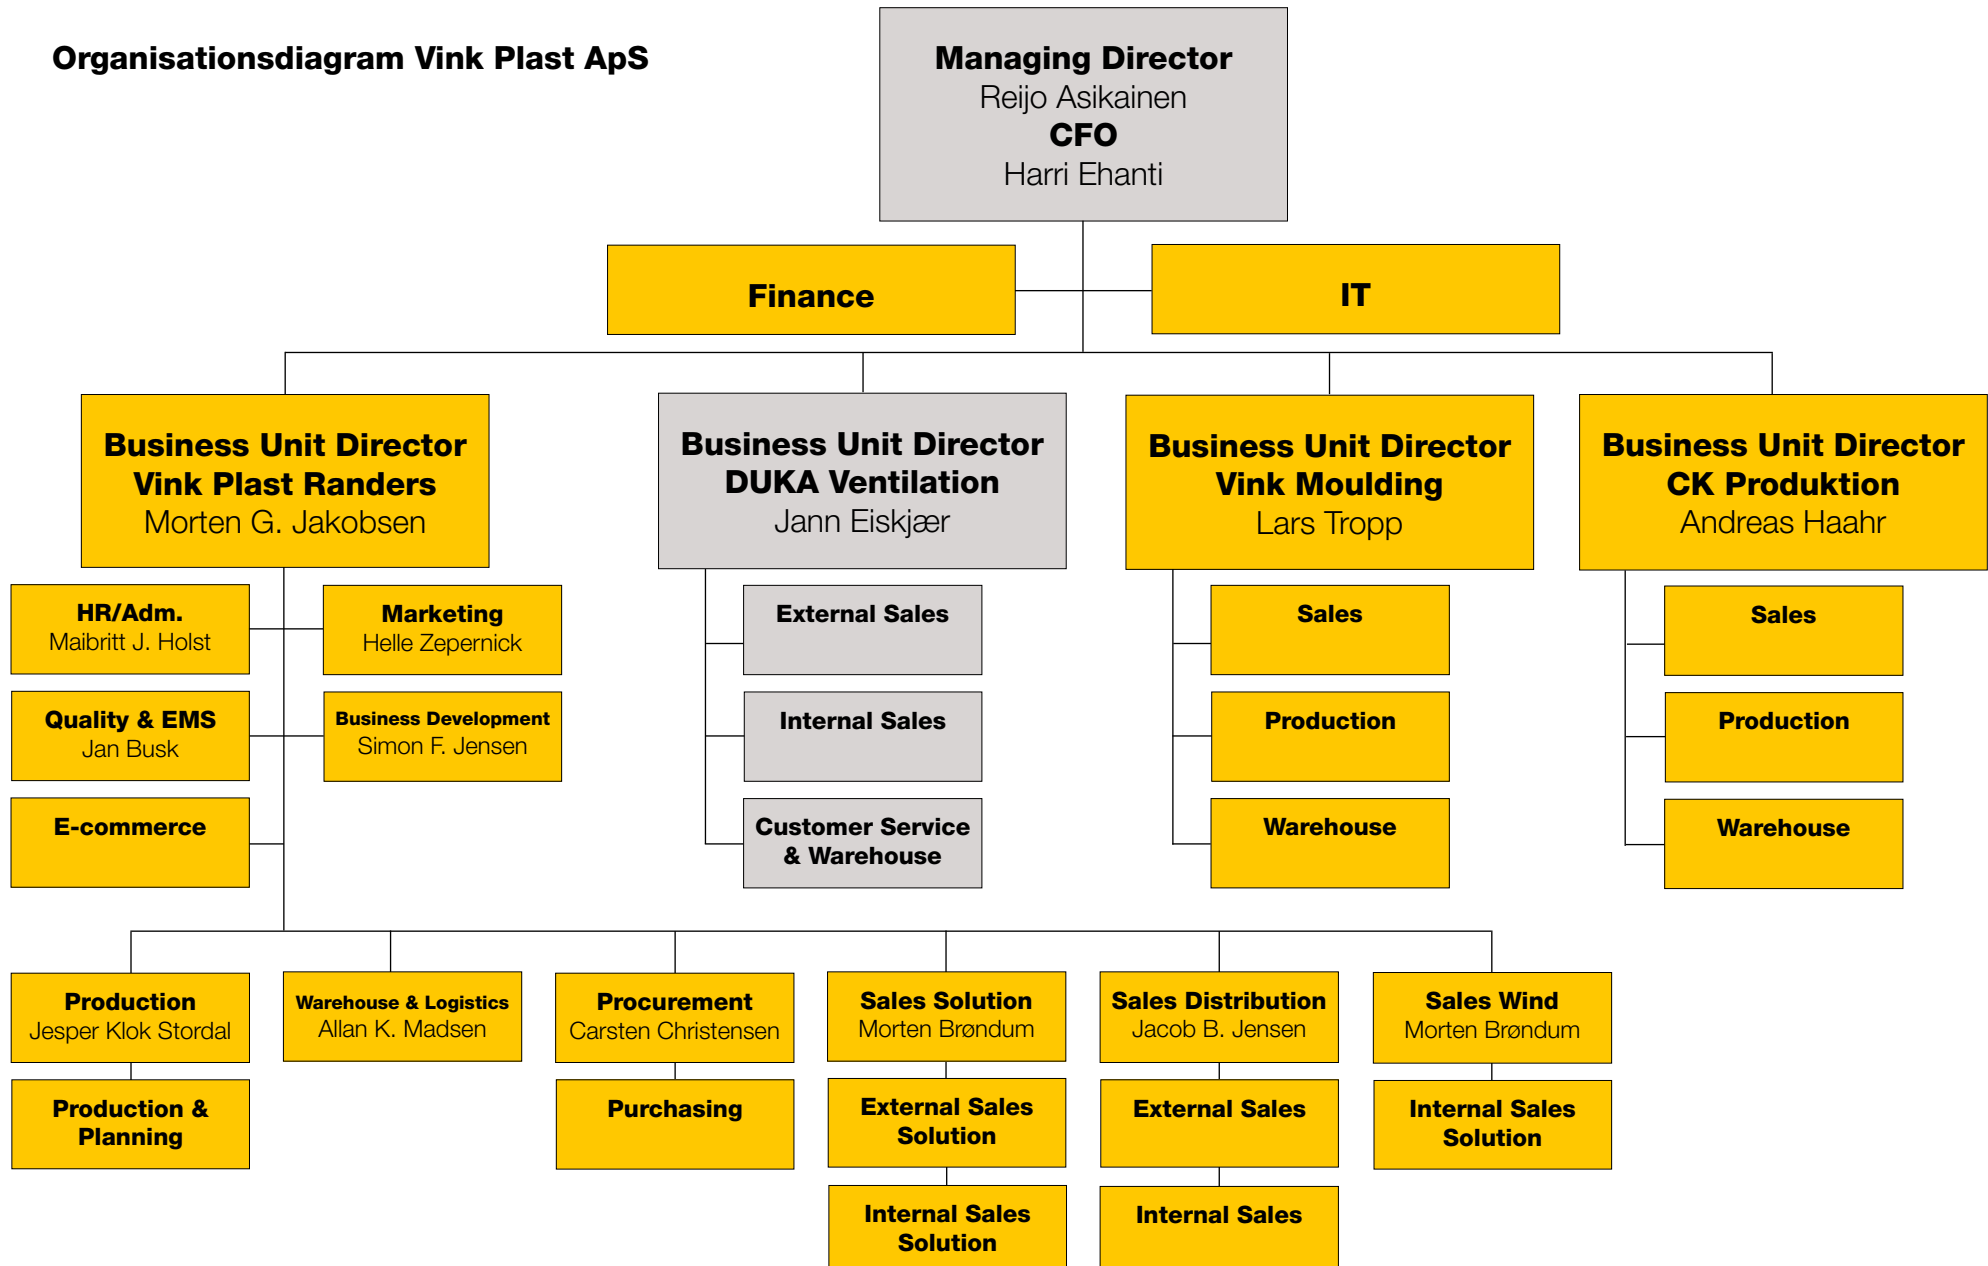 Organisationsdiagram Vink Plast ApS
Managing Director
Reijo Asikainen
CFO
Harri Ehanti
Finance
IT
Business Unit Director
Vink Plast Randers
Morten G. Jakobsen
Business Unit Director
DUKA Ventilation
Jann Eiskjær
Business Unit Director
Vink Moulding
Lars Tropp
Business Unit Director
CK Produktion
Andreas Haahr
HR/Adm.
Maibritt J. Holst
Marketing
Helle Zepernick
Quality & EMS
Jan Busk
Business Development
Simon F. Jensen
E-commerce
External Sales
Internal Sales
Customer Service
& Warehouse
Sales
Production
Warehouse
Sales
Production
Warehouse
Production
Jesper Klok Stordal
Production &
Planning
Warehouse & Logistics
Allan K. Madsen
Procurement
Carsten Christensen
Purchasing
Sales Solution
Morten Brøndum
External Sales
Solution
Internal Sales
Solution
Sales Distribution
Jacob B. Jensen
External Sales
Internal Sales
Sales Wind
Morten Brøndum
Internal Sales
Solution